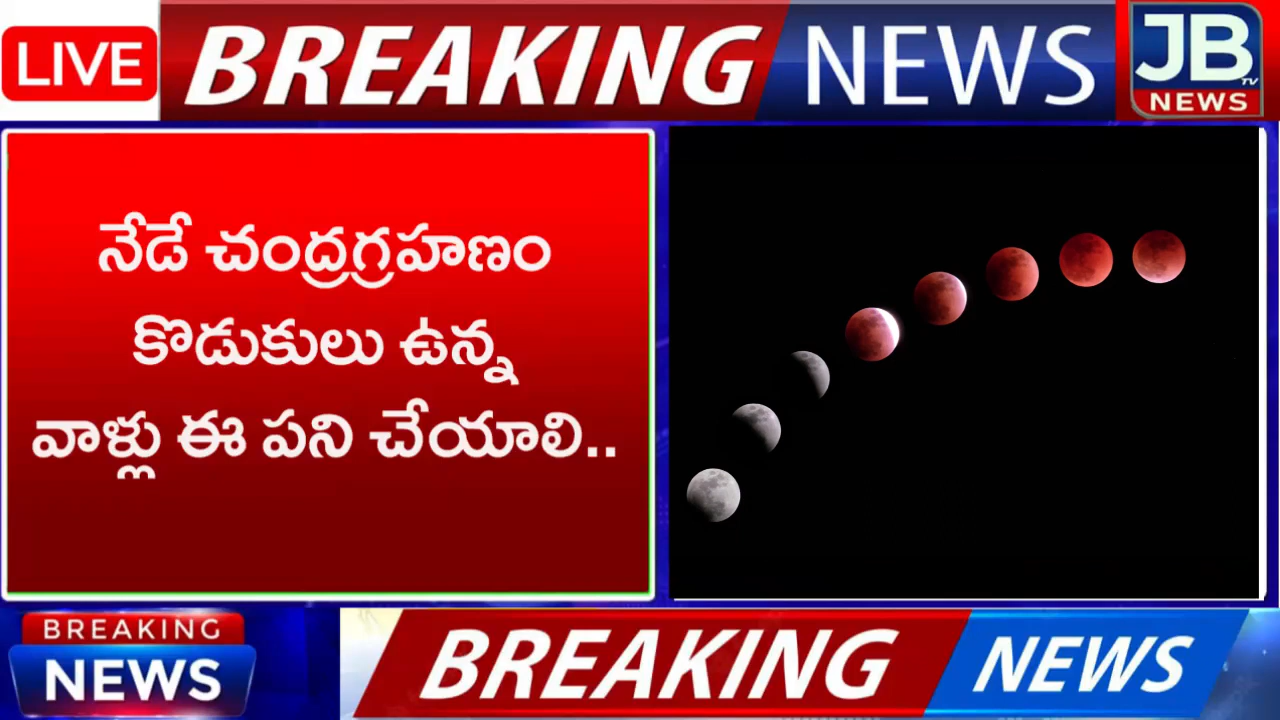 LIVE
BREAKING NEWS
JB
TV
NEWS
నేడే చంద్రగ్రహణం
కొడుకులు ఉన్న
వాళ్లు ఈ పని చేయాలి..
BREAKING
NEWS
BREAKING NEWS